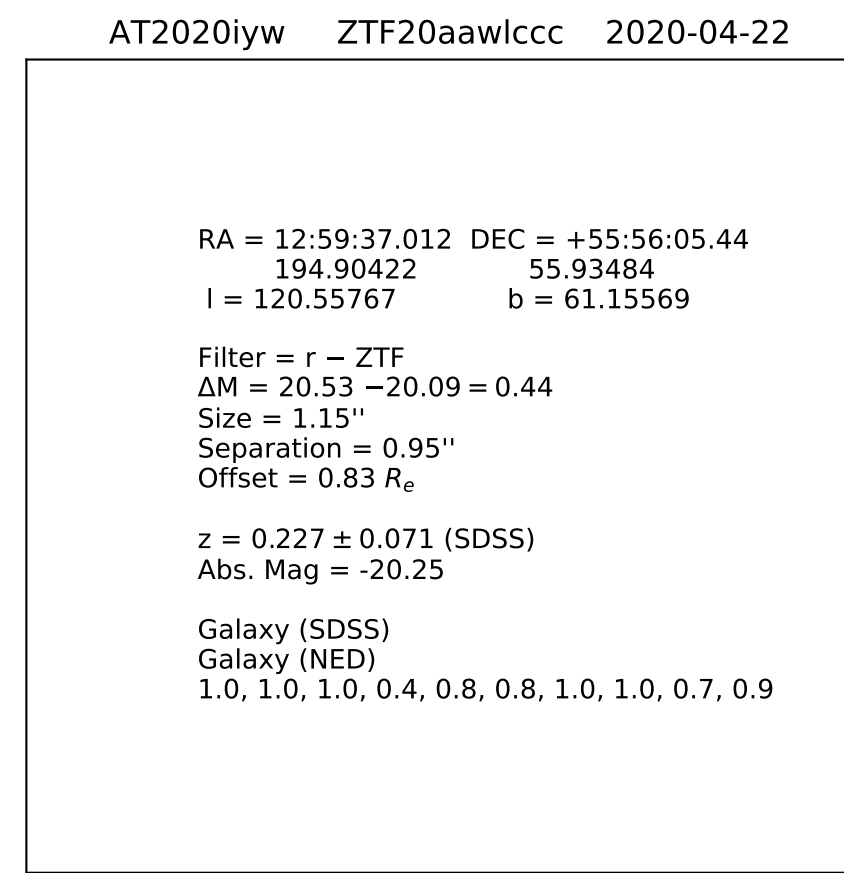 AT2020iyw ZTF20aawlccc 2020-04-22
RA = 12:59:37.012 DEC = +55:56:05.44
194.90422 55.93484
l = 120.55767 b = 61.15569
Filter = r − ZTF
ΔM = 20.53 −20.09 = 0.44
Size = 1.15''
Separation = 0.95''
Offset = 0.83 Re
z = 0.227 ± 0.071 (SDSS)
Abs. Mag = -20.25
Galaxy (SDSS)
Galaxy (NED)
1.0, 1.0, 1.0, 0.4, 0.8, 0.8, 1.0, 1.0, 0.7, 0.9